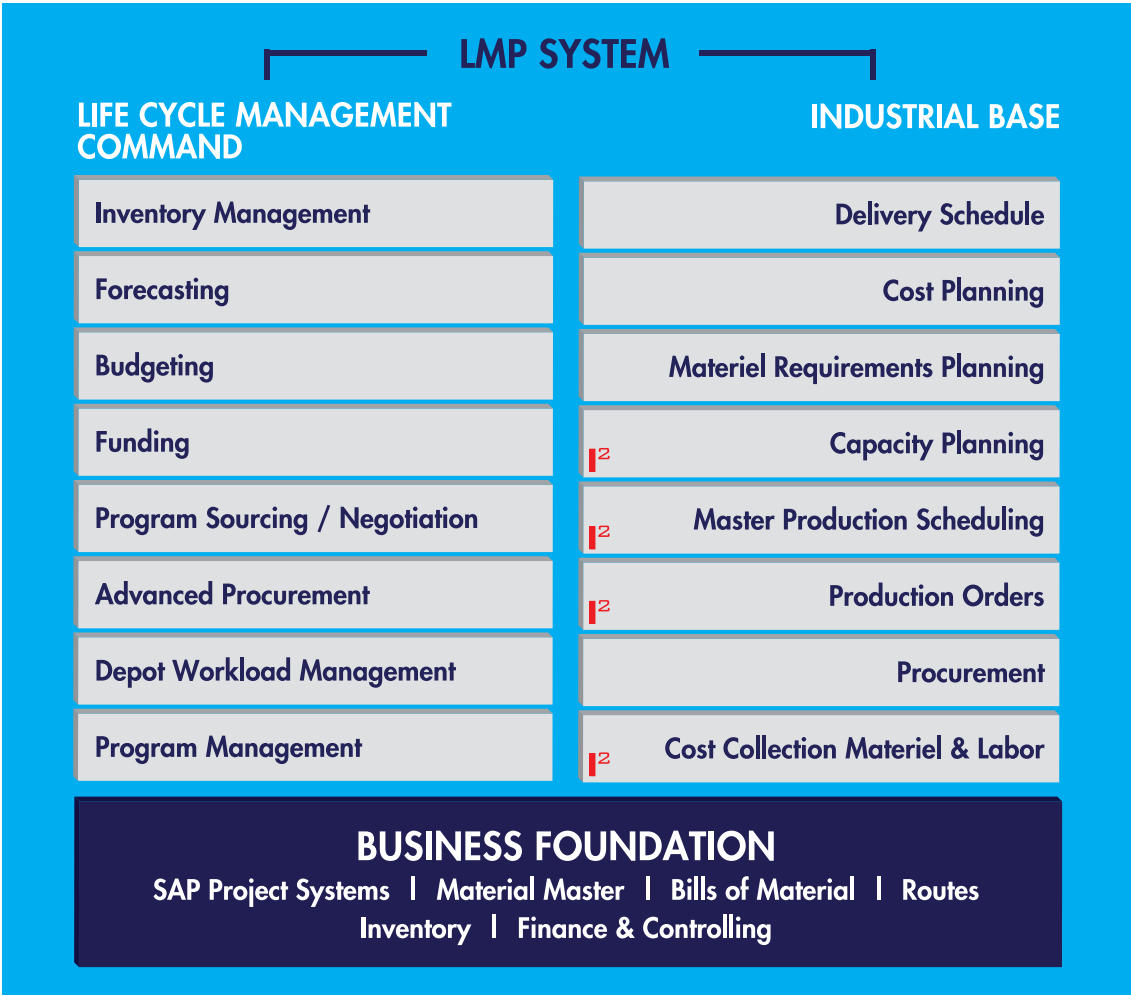 LMP SYSTEM
LIFE CYCLE MANAGEMENT
COMMAND
Inventory Management
Forecasting
Budgeting
Funding
Program Sourcing / Negotiation
Advanced Procurement
Depot Workload Management
Program Management
INDUSTRIAL BASE
Delivery Schedule
Cost Planning
Materiel Requirements Planning
I² Capacity Planning
I² Master Production Scheduling
I² Production Orders
Procurement
I² Cost Collection Materiel & Labor
BUSINESS FOUNDATION
SAP Project Systems | Material Master | Bills of Material | Routes
Inventory | Finance & Controlling